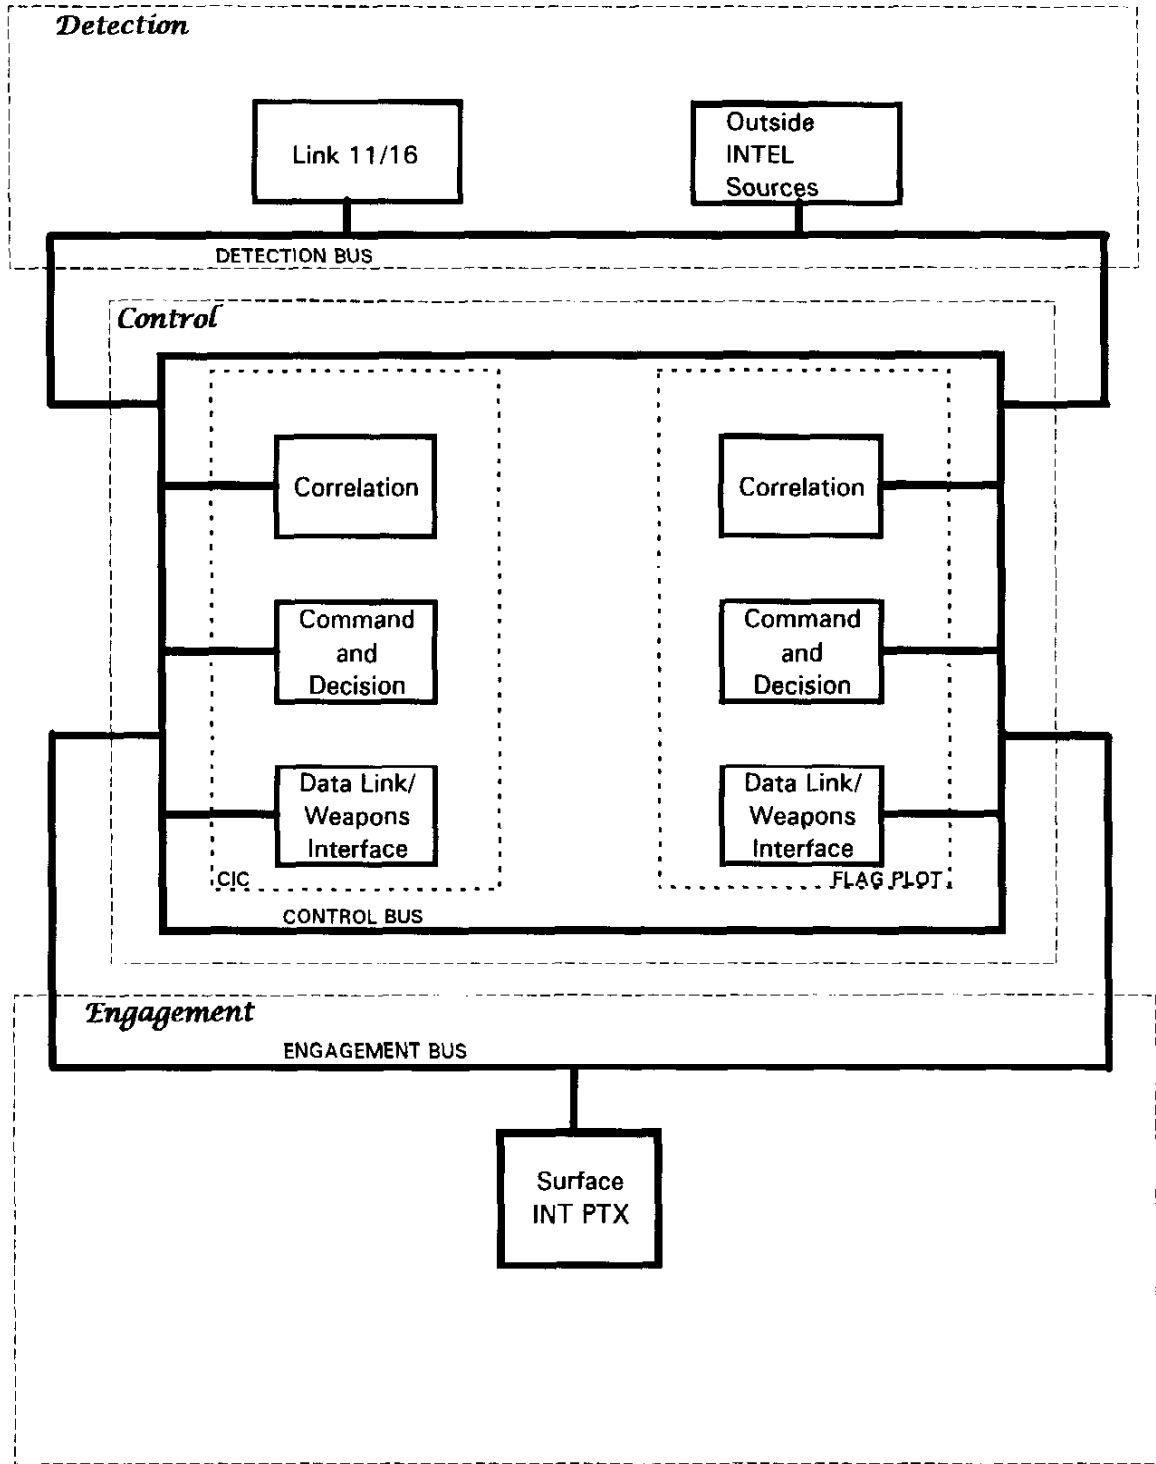 Detection
Link 11/16
Outside
INTEL
Sources
DETECTION BUS
Control
Correlation
Correlation
Command
and
Decision
Command
and
Decision
Data Link/
Weapons
Interface
Data Link/
Weapons
Interface
CIC
FLAG PLOT
CONTROL BUS
Engagement
ENGAGEMENT BUS
Surface
INT PTX